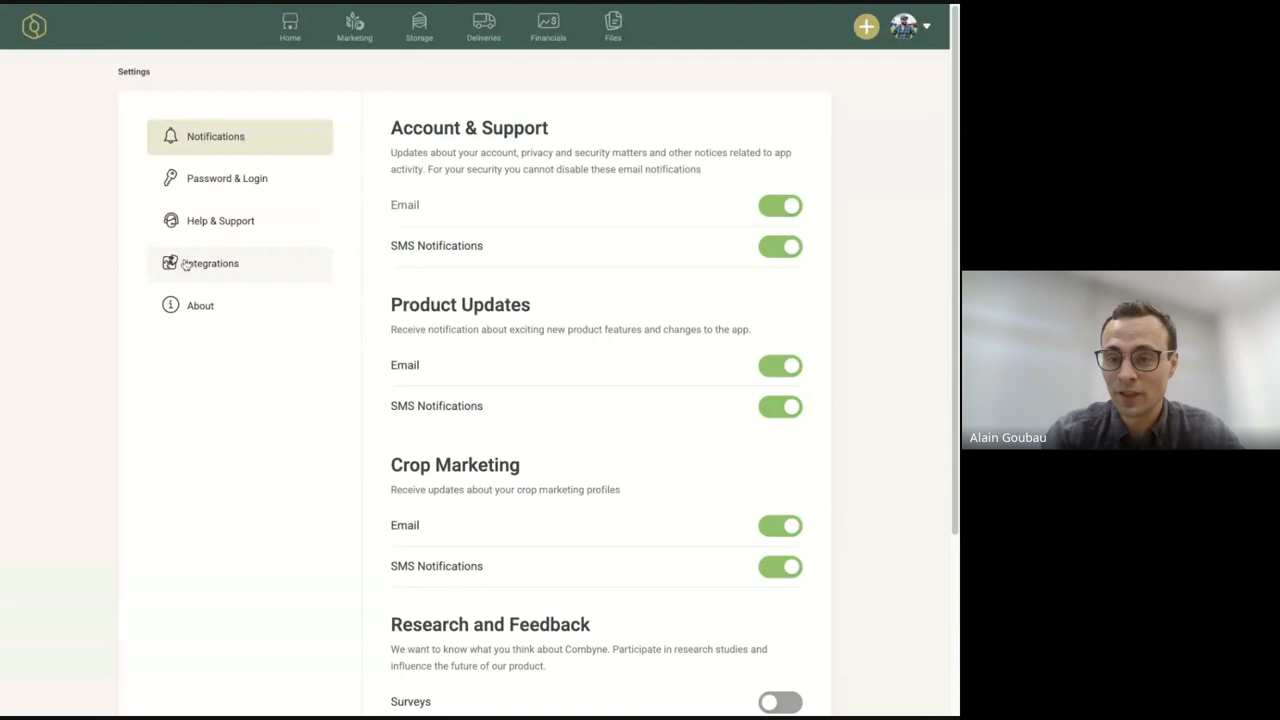 Home
Marketing
Storage
Deliveries
Financials
Files
Settings
Notifications
Password & Login
Help & Support
Integrations
About
Account & Support
Updates about your account, privacy and security matters and other notices related to app
activity. For your security you cannot disable these email notifications
Email
SMS Notifications
Product Updates
Receive notification about exciting new product features and changes to the app.
Email
SMS Notifications
Crop Marketing
Receive updates about your crop marketing profiles
Email
SMS Notifications
Research and Feedback
We want to know what you think about Combyne. Participate in research studies and
influence the future of our product.
Surveys
Alain Goubau